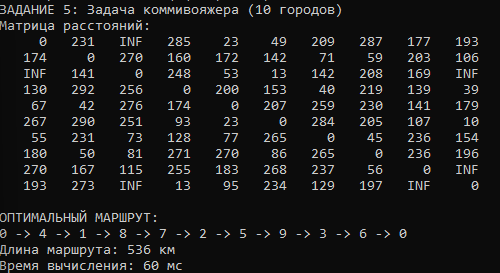 ЗАДАНИЕ 5: Задача коммивояжера (10 городов)
Матрица расстояний:
0 231 INF 285 23 49 209 287 177 193
174 0 270 160 172 142 71 59 203 106
INF 141 0 248 53 13 142 208 169 INF
130 292 256 0 200 153 40 219 139 39
67 42 276 174 0 207 259 230 141 179
267 290 251 93 23 0 284 205 107 10
55 231 73 128 77 265 0 45 236 154
180 50 81 271 270 86 265 0 236 196
270 167 115 255 183 268 237 56 0 INF
193 273 INF 13 95 234 129 197 INF 0
ОПТИМАЛЬНЫЙ МАРШРУТ:
0 -> 4 -> 1 -> 8 -> 7 -> 2 -> 5 -> 9 -> 3 -> 6 -> 0
Длина маршрута: 536 км
Время вычисления: 60 мс